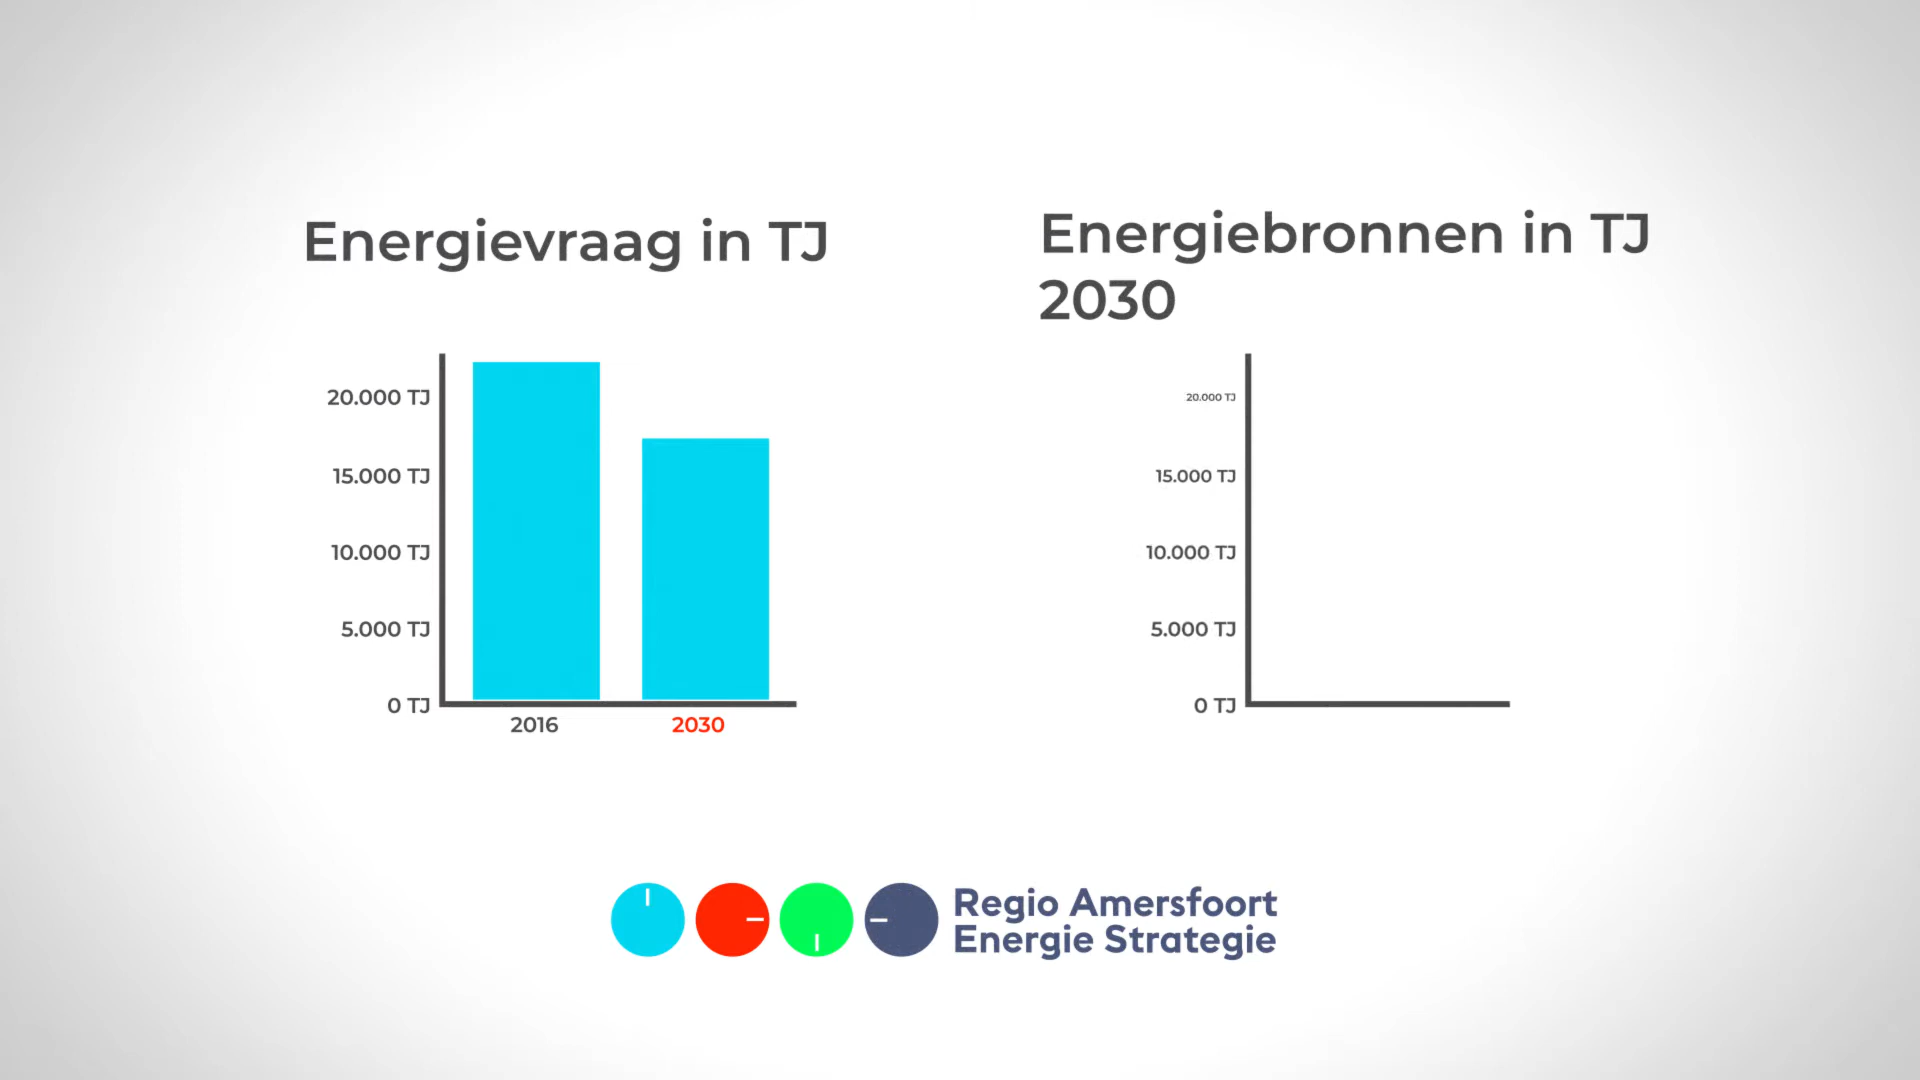 Energievraag in TJ
20.000 TJ
15.000 TJ
10.000 TJ
5.000 TJ
0 TJ
2016
2030
Energiebronnen in TJ
2030
20.000 TJ
15.000 TJ
10.000 TJ
5.000 TJ
0 TJ
Regio Amersfoort
Energie Strategie